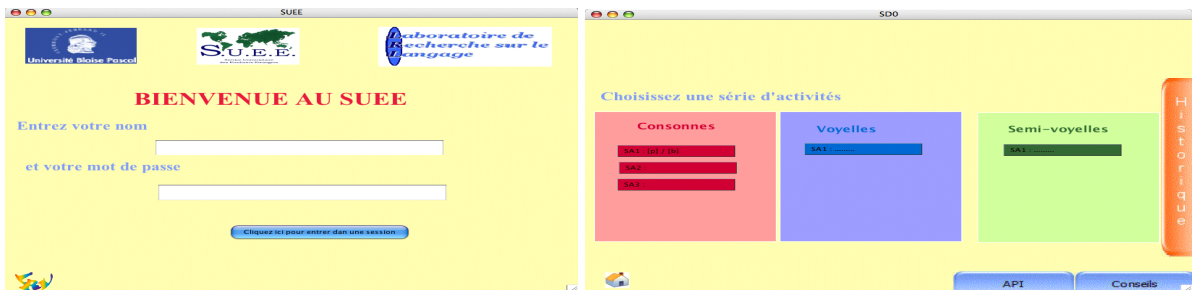 SUEE
Université Blaise Pascal
S.U.E.E.
Laboratoire de
Recherche sur le
Langage
BIENVENUE AU SUEE
Entrez votre nom
et votre mot de passe
Cliquez ici pour entrer dan une session
SD0
Choisissez une série d'activités
Consonnes
SA1 : [p] / [b]
SA2 :
SA3
Voyelles
SA1 : ........
Semi-voyelles
SA1 : ........
Historique
API
Conseils